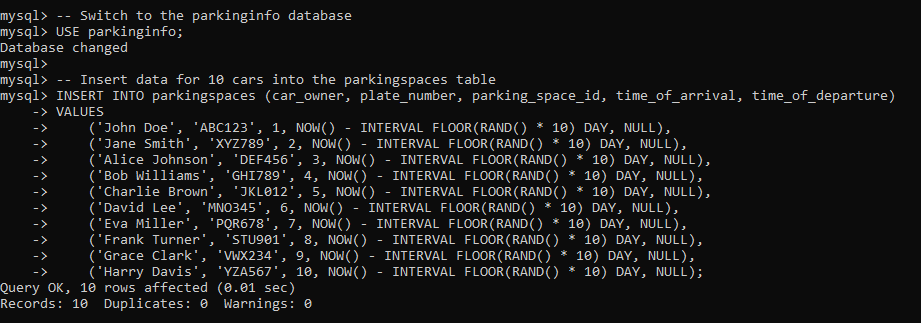 mysql> -- Switch to the parkinginfo database
mysql> USE parkinginfo;
Database changed
mysql>
mysql> -- Insert data for 10 cars into the parkingspaces table
mysql> INSERT INTO parkingspaces (car_owner, plate_number, parking_space_id, time_of_arrival, time_of_departure)
    -> VALUES
    ->     ('John Doe', 'ABC123', 1, NOW() - INTERVAL FLOOR(RAND() * 10) DAY, NULL),
    ->     ('Jane Smith', 'XYZ789', 2, NOW() - INTERVAL FLOOR(RAND() * 10) DAY, NULL),
    ->     ('Alice Johnson', 'DEF456', 3, NOW() - INTERVAL FLOOR(RAND() * 10) DAY, NULL),
    ->     ('Bob Williams', 'GHI789', 4, NOW() - INTERVAL FLOOR(RAND() * 10) DAY, NULL),
    ->     ('Charlie Brown', 'JKL012', 5, NOW() - INTERVAL FLOOR(RAND() * 10) DAY, NULL),
    ->     ('David Lee', 'MNO345', 6, NOW() - INTERVAL FLOOR(RAND() * 10) DAY, NULL),
    ->     ('Eva Miller', 'PQR678', 7, NOW() - INTERVAL FLOOR(RAND() * 10) DAY, NULL),
    ->     ('Frank Turner', 'STU901', 8, NOW() - INTERVAL FLOOR(RAND() * 10) DAY, NULL),
    ->     ('Grace Clark', 'VWX234', 9, NOW() - INTERVAL FLOOR(RAND() * 10) DAY, NULL),
    ->     ('Harry Davis', 'YZA567', 10, NOW() - INTERVAL FLOOR(RAND() * 10) DAY, NULL);
Query OK, 10 rows affected (0.01 sec)
Records: 10  Duplicates: 0  Warnings: 0